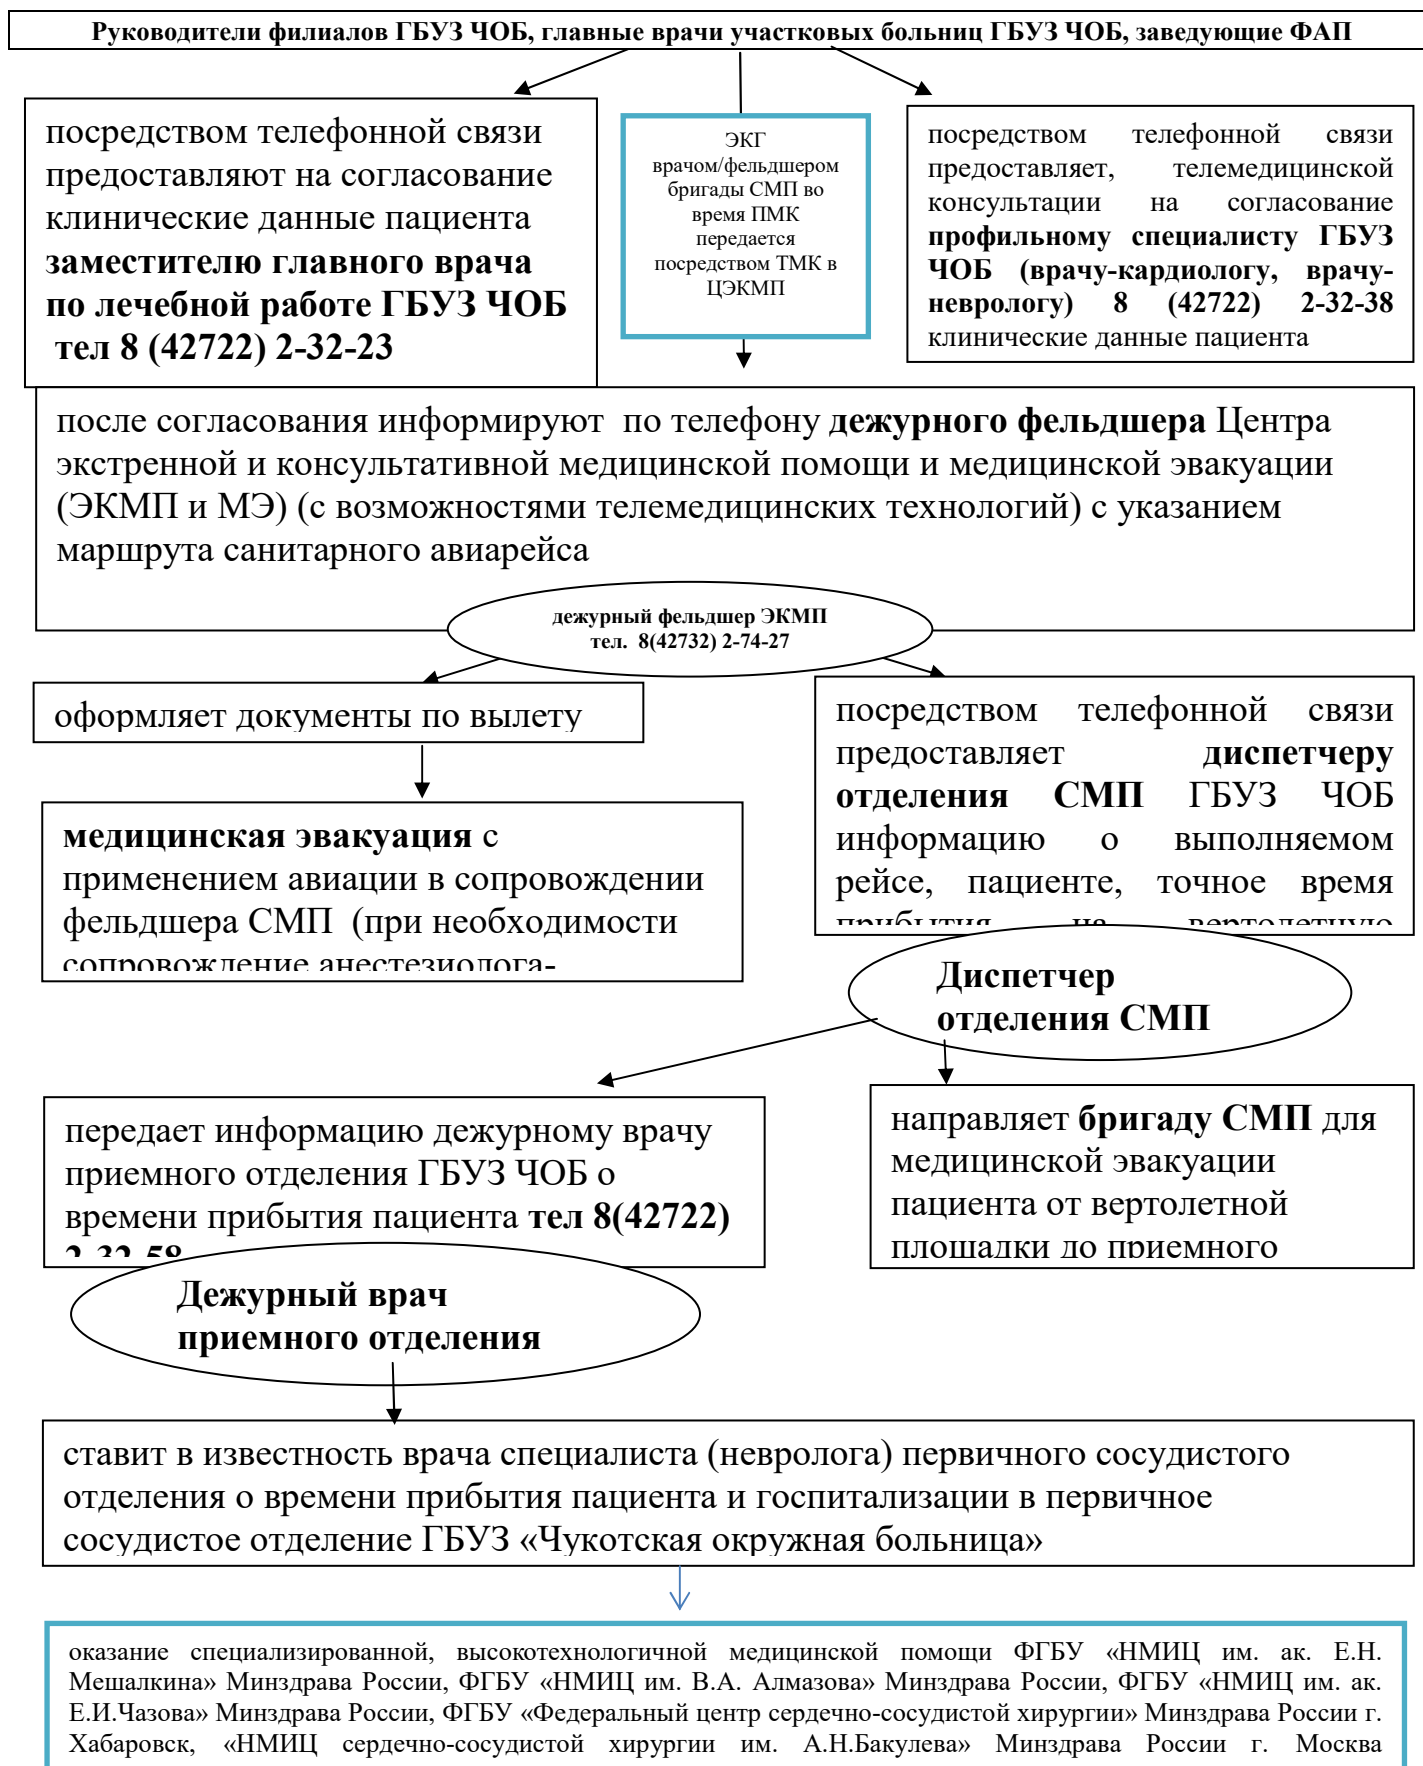 Руководители филиалов ГБУЗ ЧОБ, главные врачи участковых больниц ГБУЗ ЧОБ, заведующие ФАП
посредством телефонной связи
предоставляют на согласование
клинические данные пациента
заместителю главного врача
по лечебной работе ГБУЗ ЧОБ
тел 8 (42722) 2-32-23
ЭКГ
врачом/фельдшером
бригады СМП во
время ПМК
передается
посредством ТМК в
ЦЭКМП
посредством телефонной связи
предоставляет, телемедицинской
консультации на согласование
профильному специалисту ГБУЗ
ЧОБ (врачу-кардиологу, врачу-
неврологу) 8 (42722) 2-32-38
клинические данные пациента
после согласования информируют по телефону дежурного фельдшера Центра
экстренной и консультативной медицинской помощи и медицинской эвакуации
(ЭКМП и МЭ) (с возможностями телемедицинских технологий) с указанием
маршрута санитарного авиарейса
дежурный фельдшер ЭКМП
тел. 8(42732) 2-74-27
оформляет документы по вылету
посредством телефонной связи
предоставляет диспетчеру
отделения СМП ГБУЗ ЧОБ
информацию о выполняемом
рейсе, пациенте, точное время
прибытия на вертолетную
медицинская эвакуация с
применением авиации в сопровождении
фельдшера СМП (при необходимости
сопровождение анестезиолога-
Диспетчер
отделения СМП
передает информацию дежурному врачу
приемного отделения ГБУЗ ЧОБ о
времени прибытия пациента тел 8(42722)
2-32-58
направляет бригаду СМП для
медицинской эвакуации
пациента от вертолетной
площадки до приемного
Дежурный врач
приемного отделения
ставит в известность врача специалиста (невролога) первичного сосудистого
отделения о времени прибытия пациента и госпитализации в первичное
сосудистое отделение ГБУЗ «Чукотская окружная больница»
оказание специализированной, высокотехнологичной медицинской помощи ФГБУ «НМИЦ им. ак. Е.Н.
Мешалкина» Минздрава России, ФГБУ «НМИЦ им. В.А. Алмазова» Минздрава России, ФГБУ «НМИЦ им. ак.
Е.И.Чазова» Минздрава России, ФГБУ «Федеральный центр сердечно-сосудистой хирургии» Минздрава России г.
Хабаровск, «НМИЦ сердечно-сосудистой хирургии им. А.Н.Бакулева» Минздрава России г. Москва